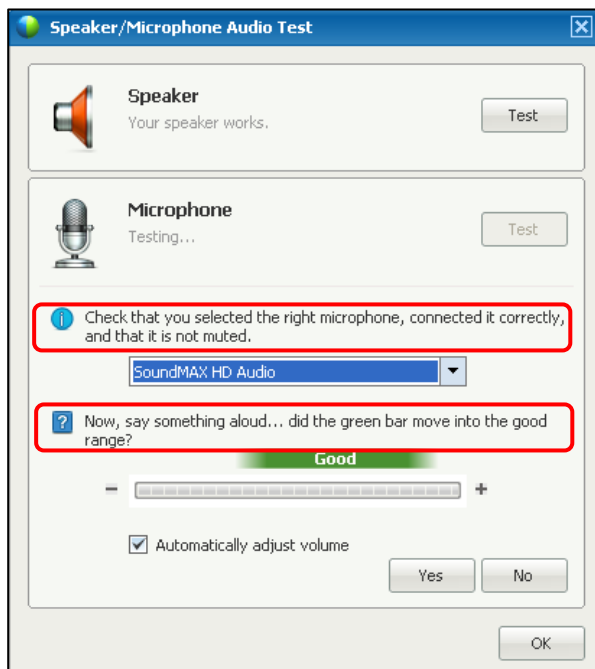 Speaker/Microphone Audio Test
Speaker
Your speaker works.
Test
Microphone
Testing...
Test
Check that you selected the right microphone, connected it correctly,
and that it is not muted.
SoundMAX HD Audio
Now, say something aloud... did the green bar move into the good
range?
Good
− +
Automatically adjust volume
Yes No
OK